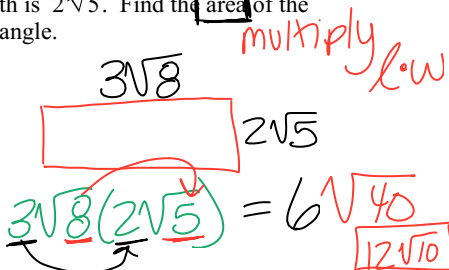 th is 2√5. Find the area of the
angle.
multiply
l·w
3√8
2√5
3√8(2√5) = 6√40
12√10